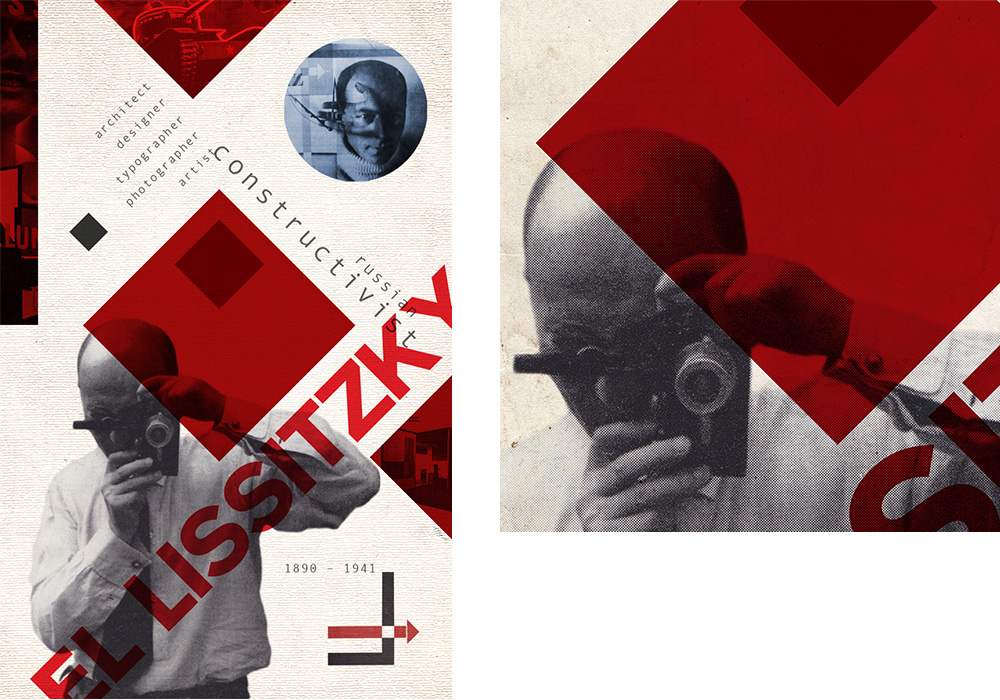 architect
designer
typographer
photographer
artist
constructivist
russian
EL LISSITZKY
1890 - 1941